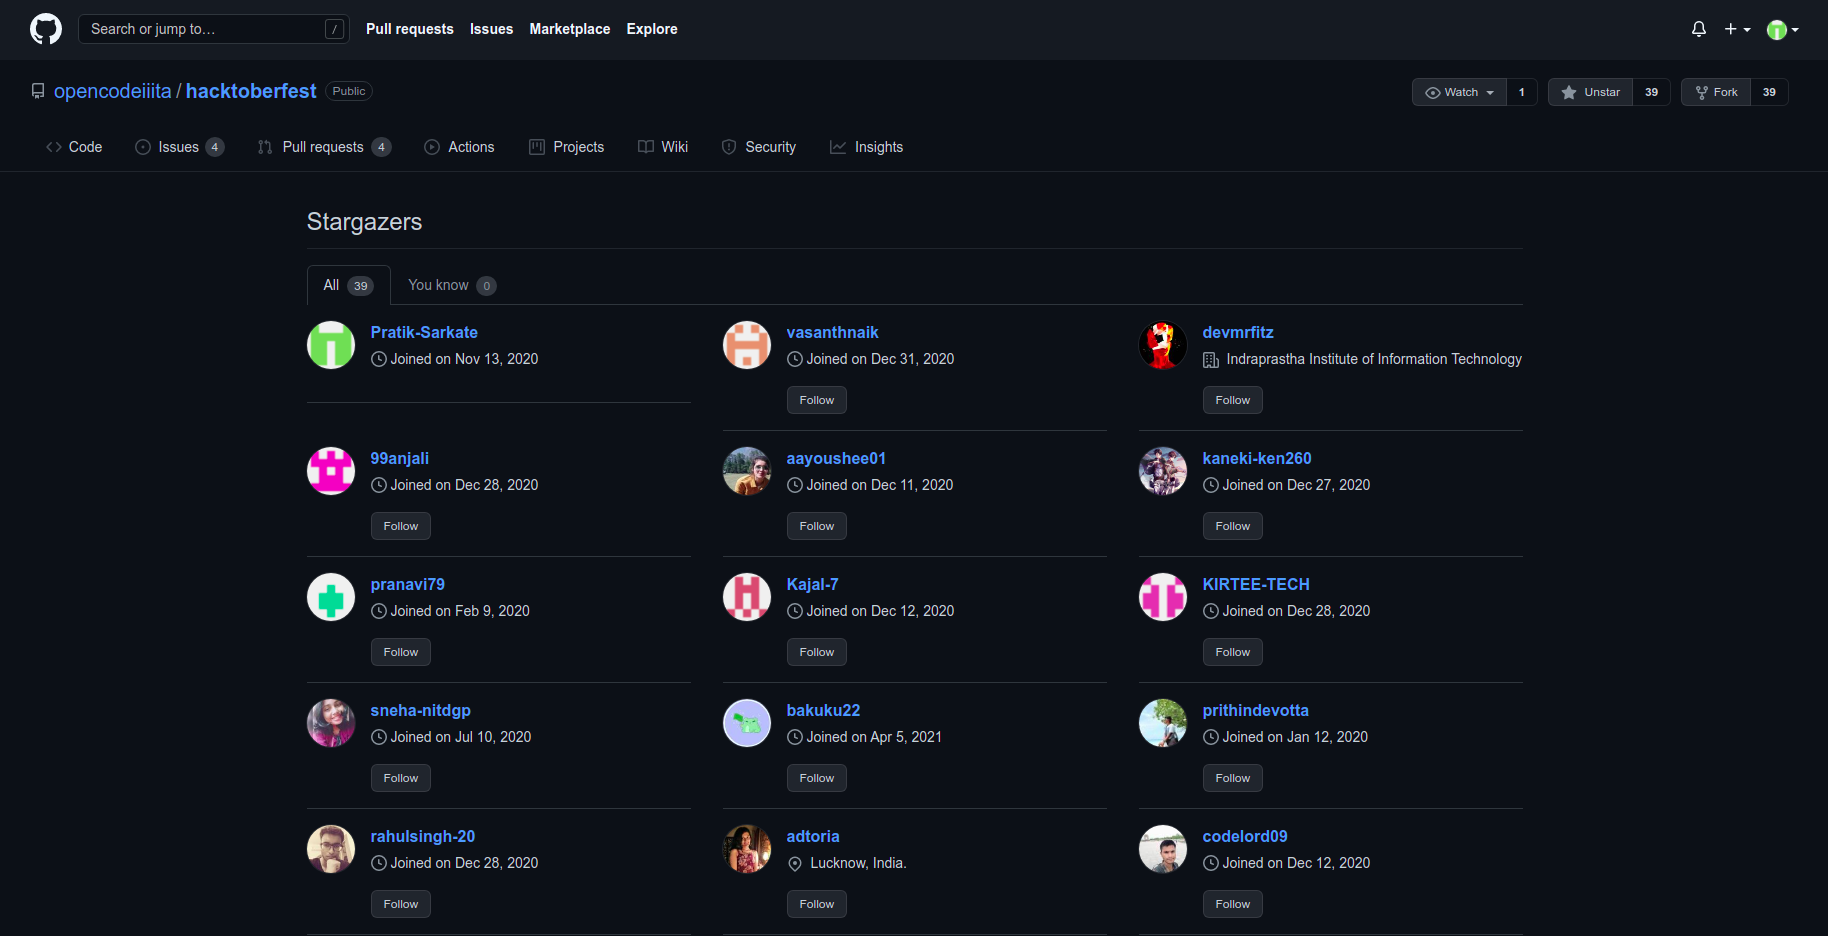 Search or jump to… /
Pull requests Issues Marketplace Explore
opencodeiiita / hacktoberfest Public
Watch 1 Unstar 39 Fork 39
Code Issues 4 Pull requests 4 Actions Projects Wiki Security Insights
Stargazers
All 39 You know 0
Pratik-Sarkate
Joined on Nov 13, 2020
vasanthnaik
Joined on Dec 31, 2020
Follow
devmrfitz
Indraprastha Institute of Information Technology
Follow
99anjali
Joined on Dec 28, 2020
Follow
aayoushee01
Joined on Dec 11, 2020
Follow
kaneki-ken260
Joined on Dec 27, 2020
Follow
pranavi79
Joined on Feb 9, 2020
Follow
Kajal-7
Joined on Dec 12, 2020
Follow
KIRTEE-TECH
Joined on Dec 28, 2020
Follow
sneha-nitdgp
Joined on Jul 10, 2020
Follow
bakuku22
Joined on Apr 5, 2021
Follow
prithindevotta
Joined on Jan 12, 2020
Follow
rahulsingh-20
Joined on Dec 28, 2020
Follow
adtoria
Lucknow, India.
Follow
codelord09
Joined on Dec 12, 2020
Follow